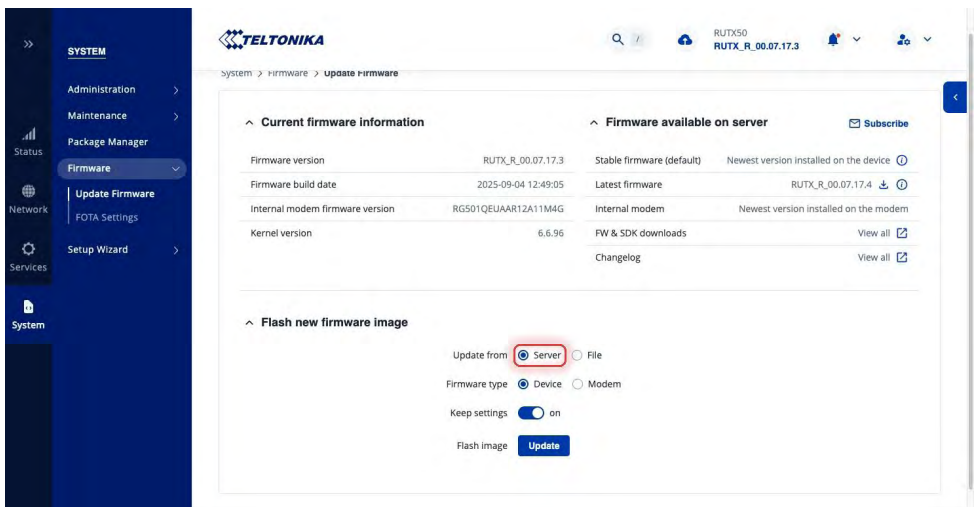 »
SYSTEM
Administration
Maintenance
Package Manager
Firmware
Update Firmware
FOTA Settings
Setup Wizard
Status
Network
Services
System
TELTONIKA
/
RUTX50
RUTX_R_00.07.17.3
System > Firmware > Update Firmware
Current firmware information
Firmware version RUTX_R_00.07.17.3
Firmware build date 2025-09-04 12:49:05
Internal modem firmware version RG501QEUAAR12A11M4G
Kernel version 6.6.96
Firmware available on server Subscribe
Stable firmware (default) Newest version installed on the device
Latest firmware RUTX_R_00.07.17.4
Internal modem Newest version installed on the modem
FW & SDK downloads View all
Changelog View all
Flash new firmware image
Update from Server File
Firmware type Device Modem
Keep settings on
Flash image Update